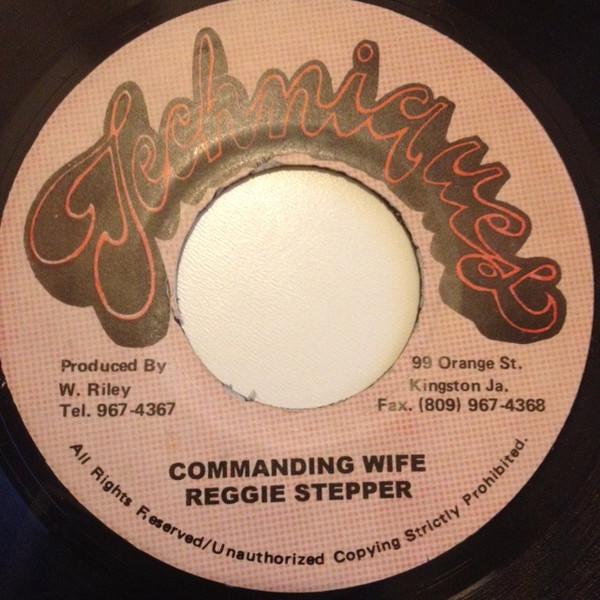 Techniques
Produced By
W. Riley
Tel. 967-4367
99 Orange St.
Kingston Ja.
Fax. (809) 967-4368
COMMANDING WIFE
REGGIE STEPPER
All Rights Reserved/Unauthorized Copying Strictly Prohibited.